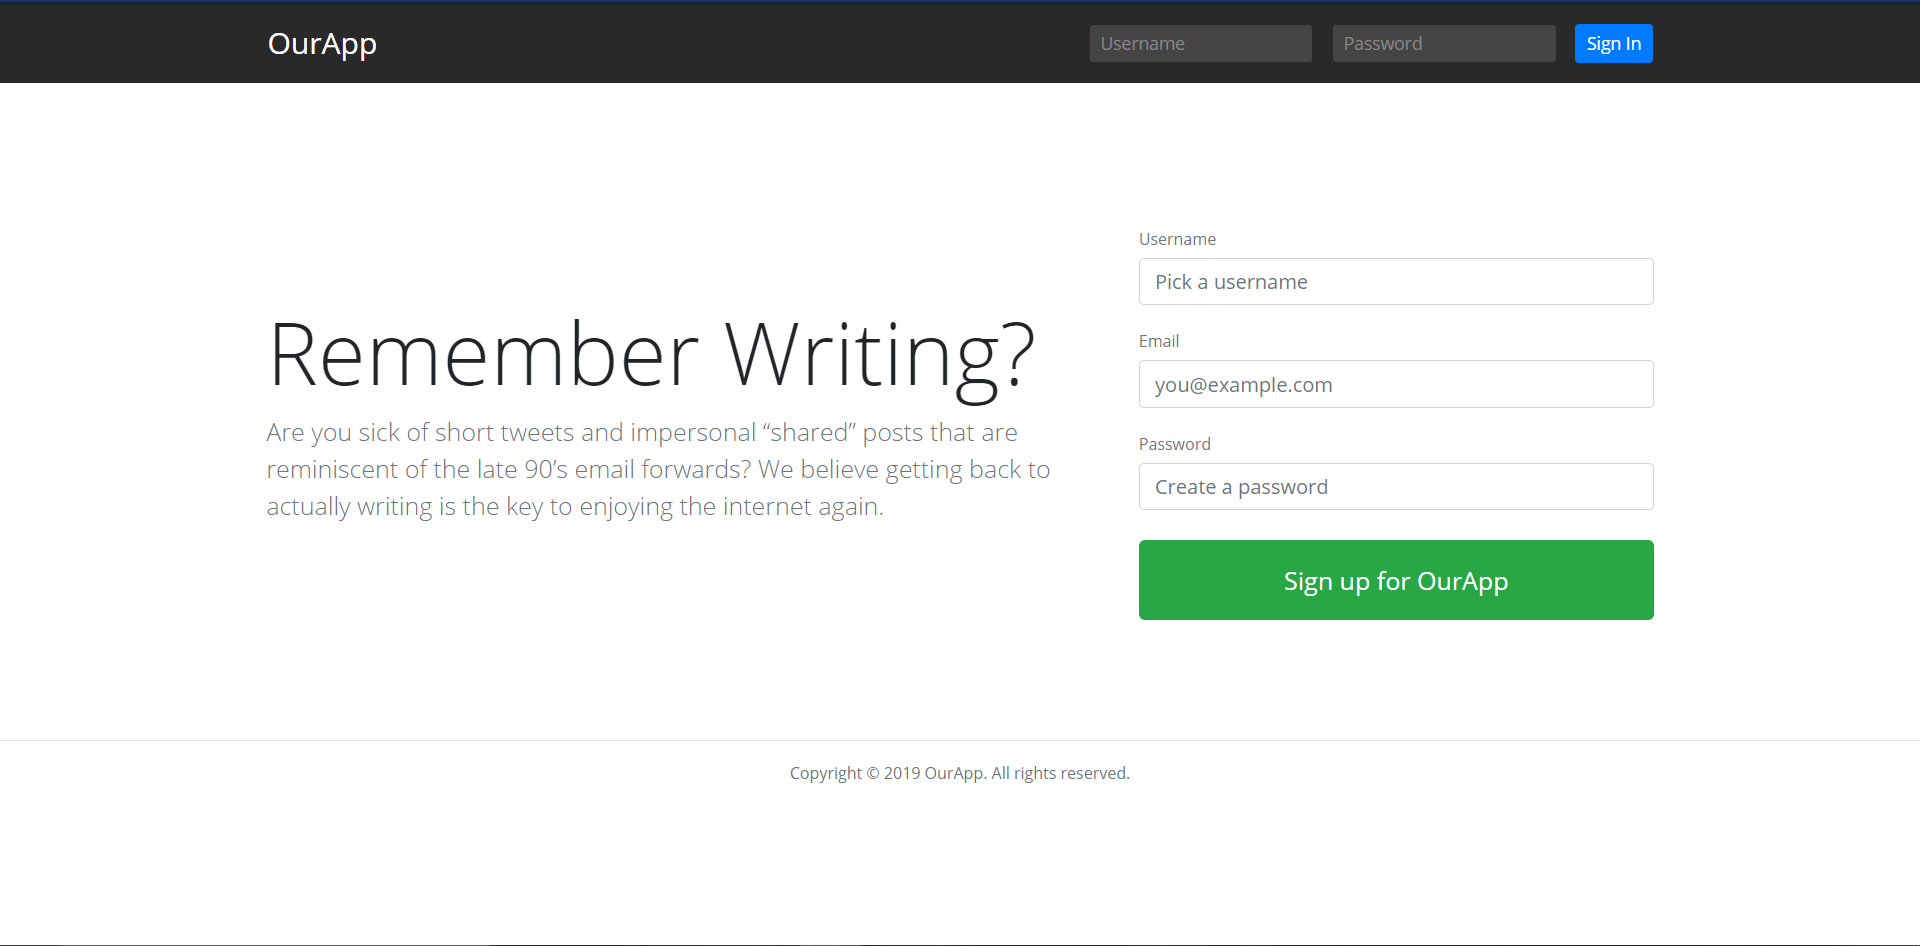 OurApp
Username
Password
Sign In
Remember Writing?
Are you sick of short tweets and impersonal “shared” posts that are
reminiscent of the late 90’s email forwards? We believe getting back to
actually writing is the key to enjoying the internet again.
Username
Pick a username
Email
you@example.com
Password
Create a password
Sign up for OurApp
Copyright © 2019 OurApp. All rights reserved.